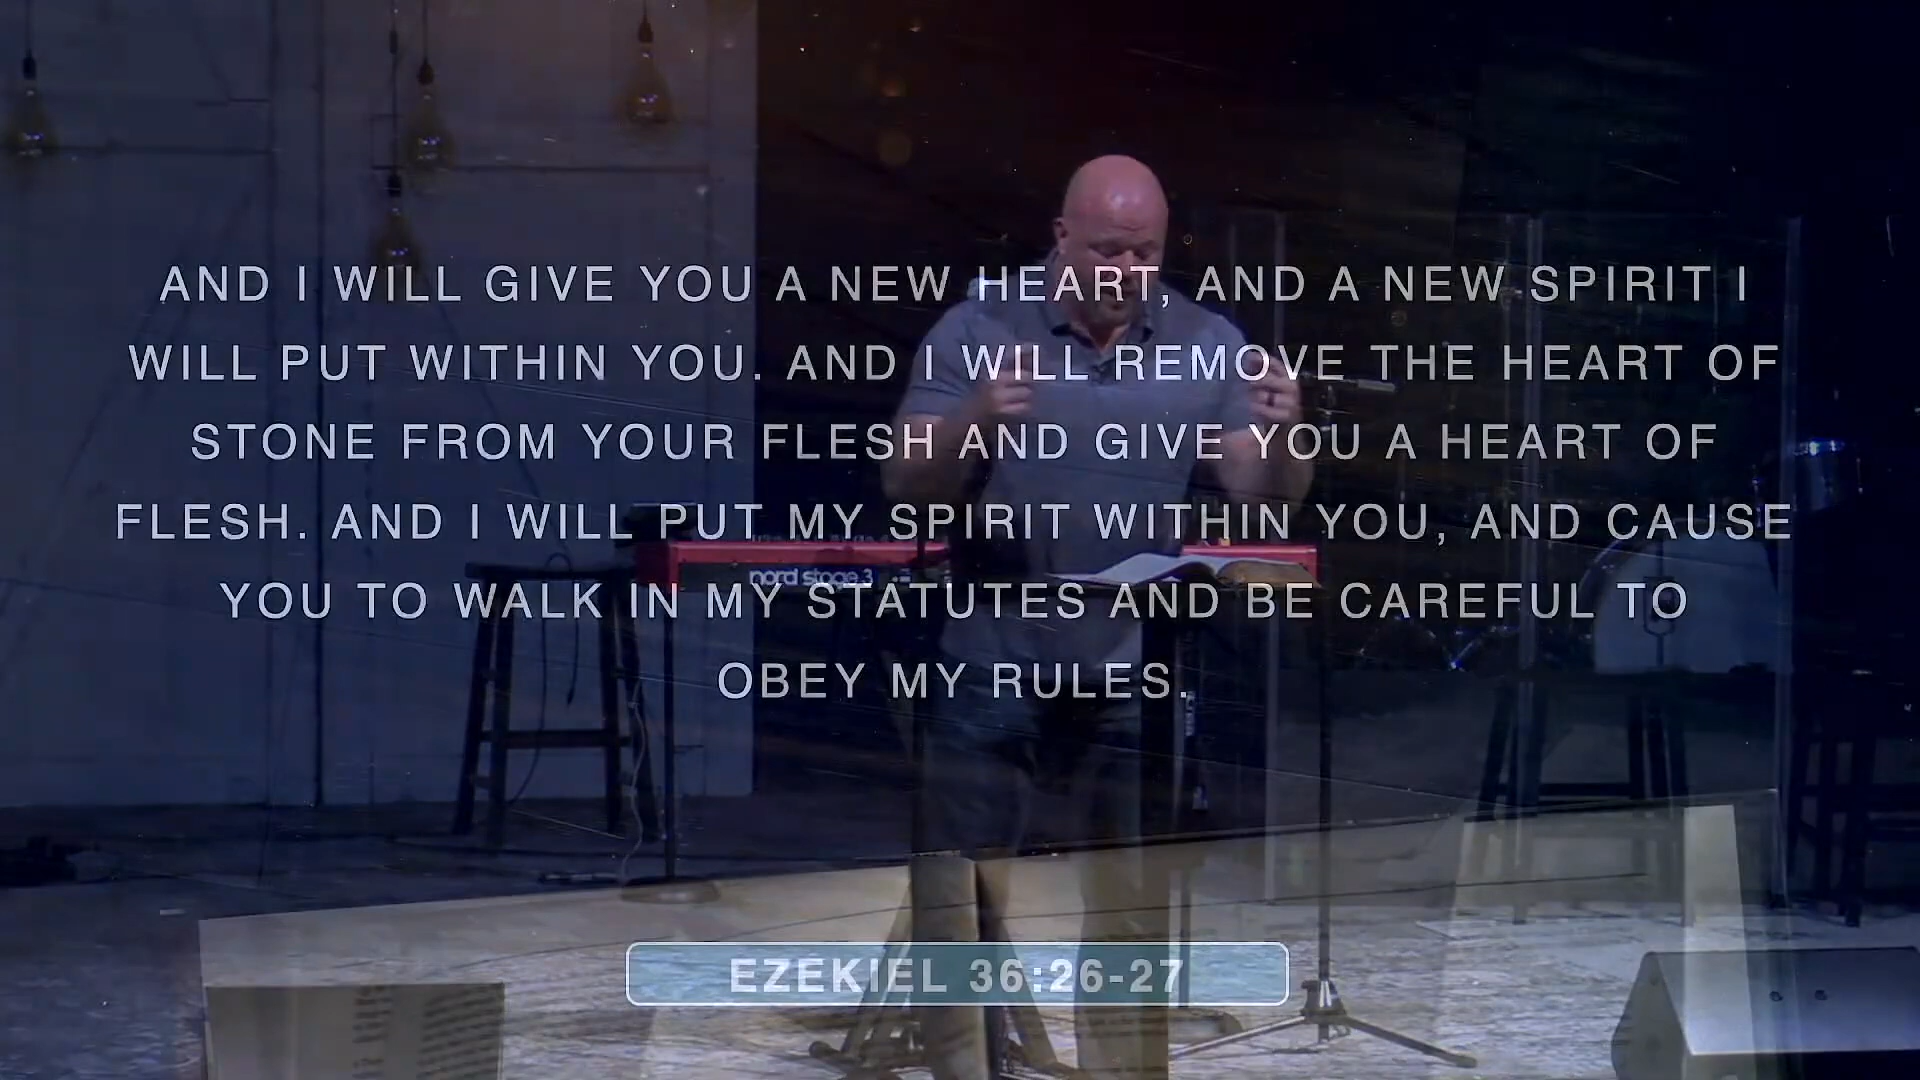 AND I WILL GIVE YOU A NEW HEART, AND A NEW SPIRIT I
WILL PUT WITHIN YOU. AND I WILL REMOVE THE HEART OF
STONE FROM YOUR FLESH AND GIVE YOU A HEART OF
FLESH. AND I WILL PUT MY SPIRIT WITHIN YOU, AND CAUSE
nord stage 3
YOU TO WALK IN MY STATUTES AND BE CAREFUL TO
OBEY MY RULES.
EZEKIEL 36:26-27